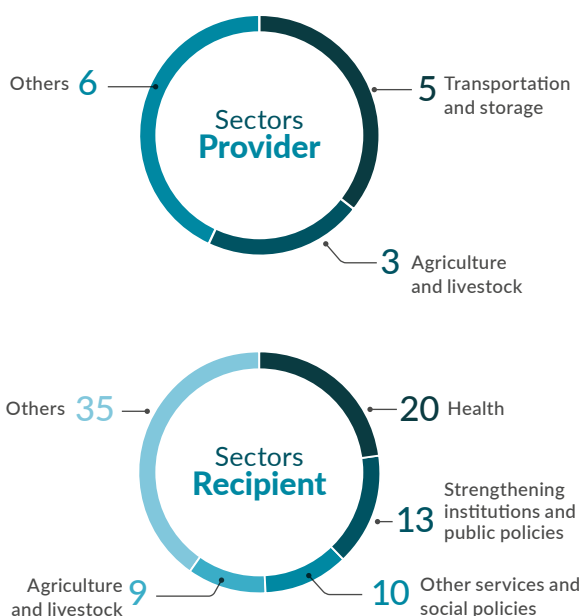 Others 6
Sectors
Provider
5 Transportation
and storage
3 Agriculture
and livestock
Others 35
Sectors
Recipient
20 Health
13 Strengthening
institutions and
public policies
Agriculture
and livestock 9
10 Other services and
social policies